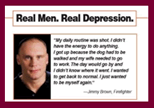 Real Men. Real Depression.
"My daily routine was shot. I didn't
have the energy to do anything.
I got up because the dog had to be
walked and my wife needed to go
to work. The day would go by and
I didn't know where it went. I wanted
to get back to normal. I just wanted
to be myself again."
—Jimmy Brown, Firefighter